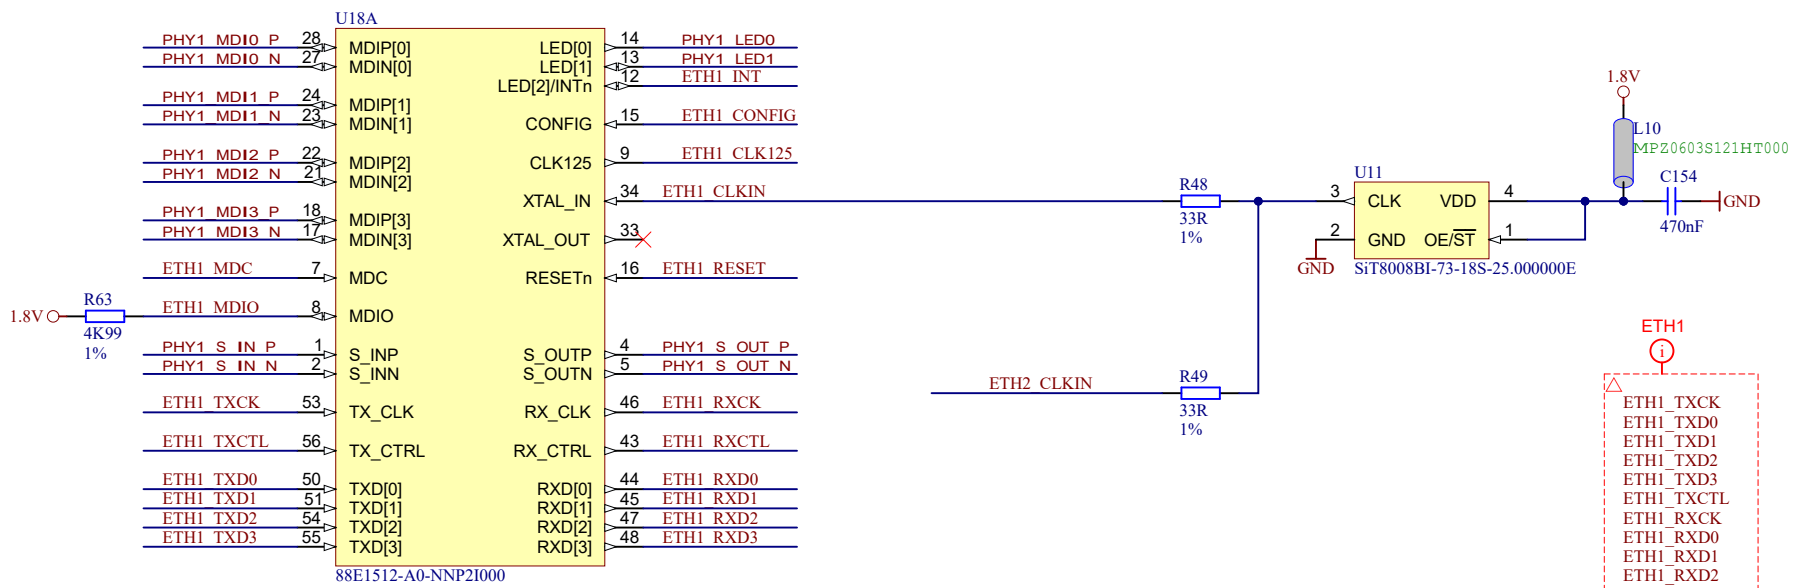 U18A
PHY1_MDI0_P 28 MDIP[0] LED[0] 14 PHY1_LED0
PHY1_MDI0_N 27 MDIN[0] LED[1] 13 PHY1_LED1
LED[2]/INTn 12 ETH1_INT
PHY1_MDI1_P 24 MDIP[1]
PHY1_MDI1_N 23 MDIN[1] CONFIG 15 ETH1_CONFIG
PHY1_MDI2_P 22 MDIP[2] CLK125 9 ETH1_CLK125
PHY1_MDI2_N 21 MDIN[2]
XTAL_IN 34 ETH1_CLKIN
PHY1_MDI3_P 18 MDIP[3]
PHY1_MDI3_N 17 MDIN[3] XTAL_OUT 33
ETH1_MDC 7 MDC RESETn 16 ETH1_RESET
1.8V R63 ETH1_MDIO 8 MDIO
4K99
1%
PHY1_S_IN_P 1 S_INP S_OUTP 4 PHY1_S_OUT_P
PHY1_S_IN_N 2 S_INN S_OUTN 5 PHY1_S_OUT_N
ETH1_TXCK 53 TX_CLK RX_CLK 46 ETH1_RXCK
ETH1_TXCTL 56 TX_CTRL RX_CTRL 43 ETH1_RXCTL
ETH1_TXD0 50 TXD[0] RXD[0] 44 ETH1_RXD0
ETH1_TXD1 51 TXD[1] RXD[1] 45 ETH1_RXD1
ETH1_TXD2 54 TXD[2] RXD[2] 47 ETH1_RXD2
ETH1_TXD3 55 TXD[3] RXD[3] 48 ETH1_RXD3
88E1512-A0-NNP2I000
R48
33R
1%
ETH2_CLKIN R49
33R
1%
1.8V
L10
MPZ0603S121HT000
U11
3 CLK VDD 4
2 GND OE/ST 1
GND
SiT8008BI-73-18S-25.000000E
C154
GND
470nF
ETH1
i
ETH1_TXCK
ETH1_TXD0
ETH1_TXD1
ETH1_TXD2
ETH1_TXD3
ETH1_TXCTL
ETH1_RXCK
ETH1_RXD0
ETH1_RXD1
ETH1_RXD2